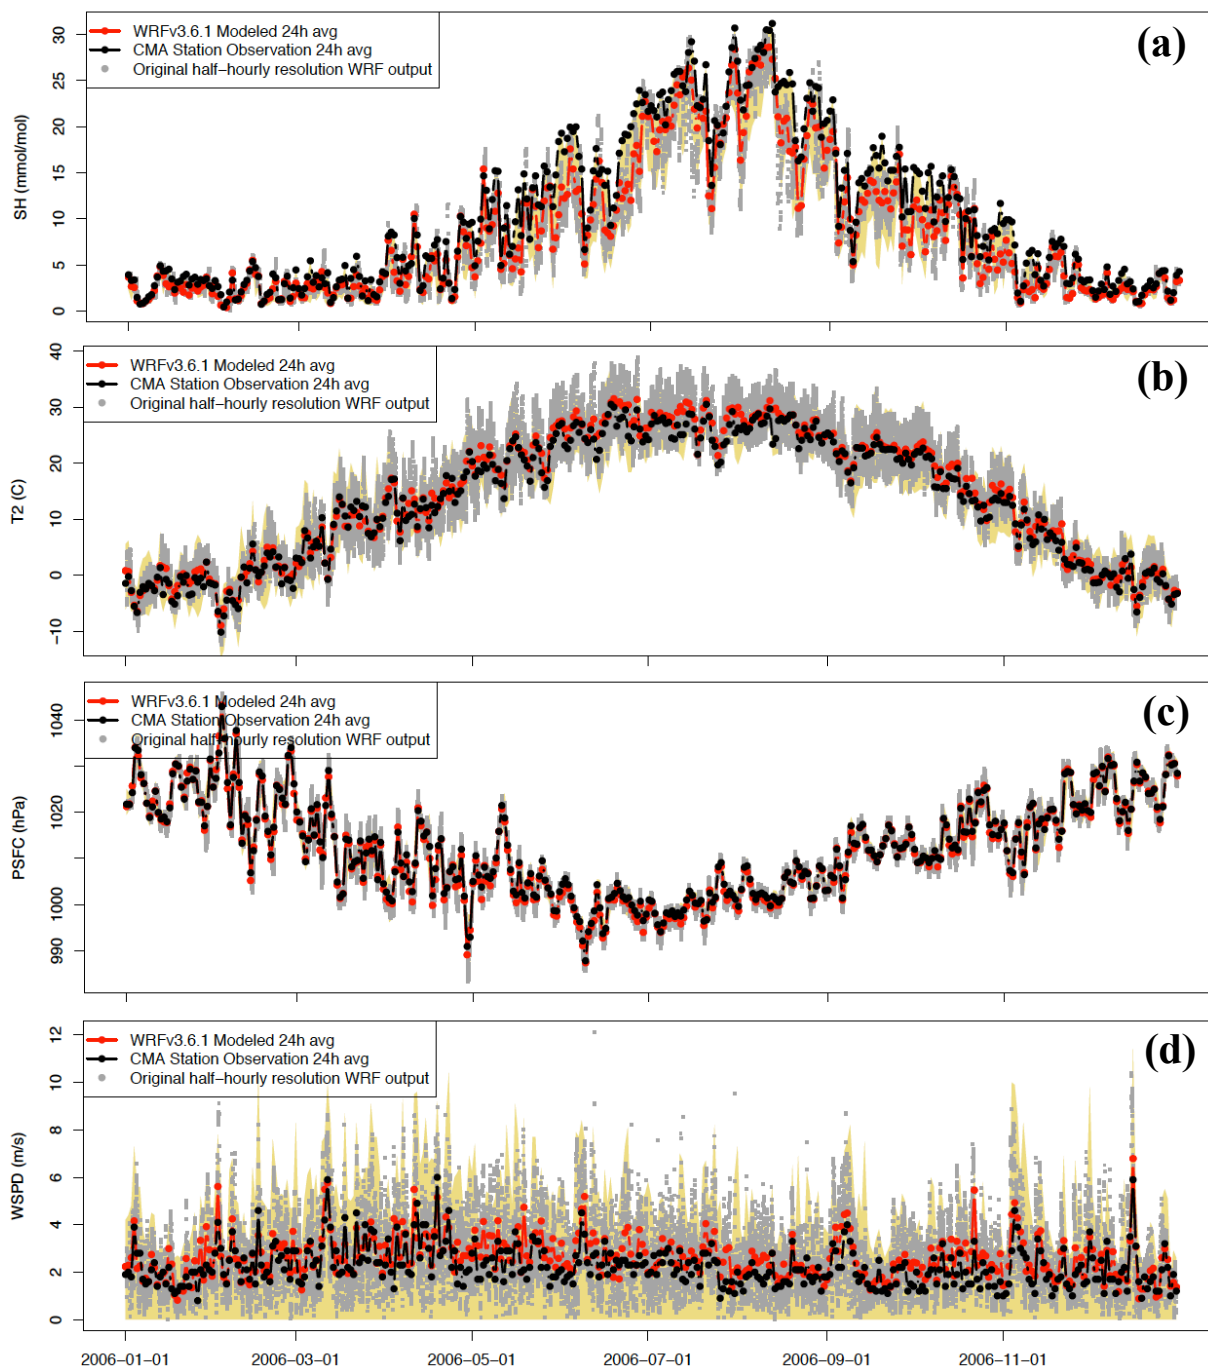 (a)
WRFv3.6.1 Modeled 24h avg
CMA Station Observation 24h avg
Original half-hourly resolution WRF output
SH (mmol/mol)
30
25
20
15
10
5
0
(b)
WRFv3.6.1 Modeled 24h avg
CMA Station Observation 24h avg
Original half-hourly resolution WRF output
T2 (C)
40
30
20
10
0
-10
(c)
WRFv3.6.1 Modeled 24h avg
CMA Station Observation 24h avg
Original half-hourly resolution WRF output
PSFC (hPa)
1040
1020
1000
990
(d)
WRFv3.6.1 Modeled 24h avg
CMA Station Observation 24h avg
Original half-hourly resolution WRF output
WSPD (m/s)
12
10
8
6
4
2
0
2006-01-01 2006-03-01 2006-05-01 2006-07-01 2006-09-01 2006-11-01